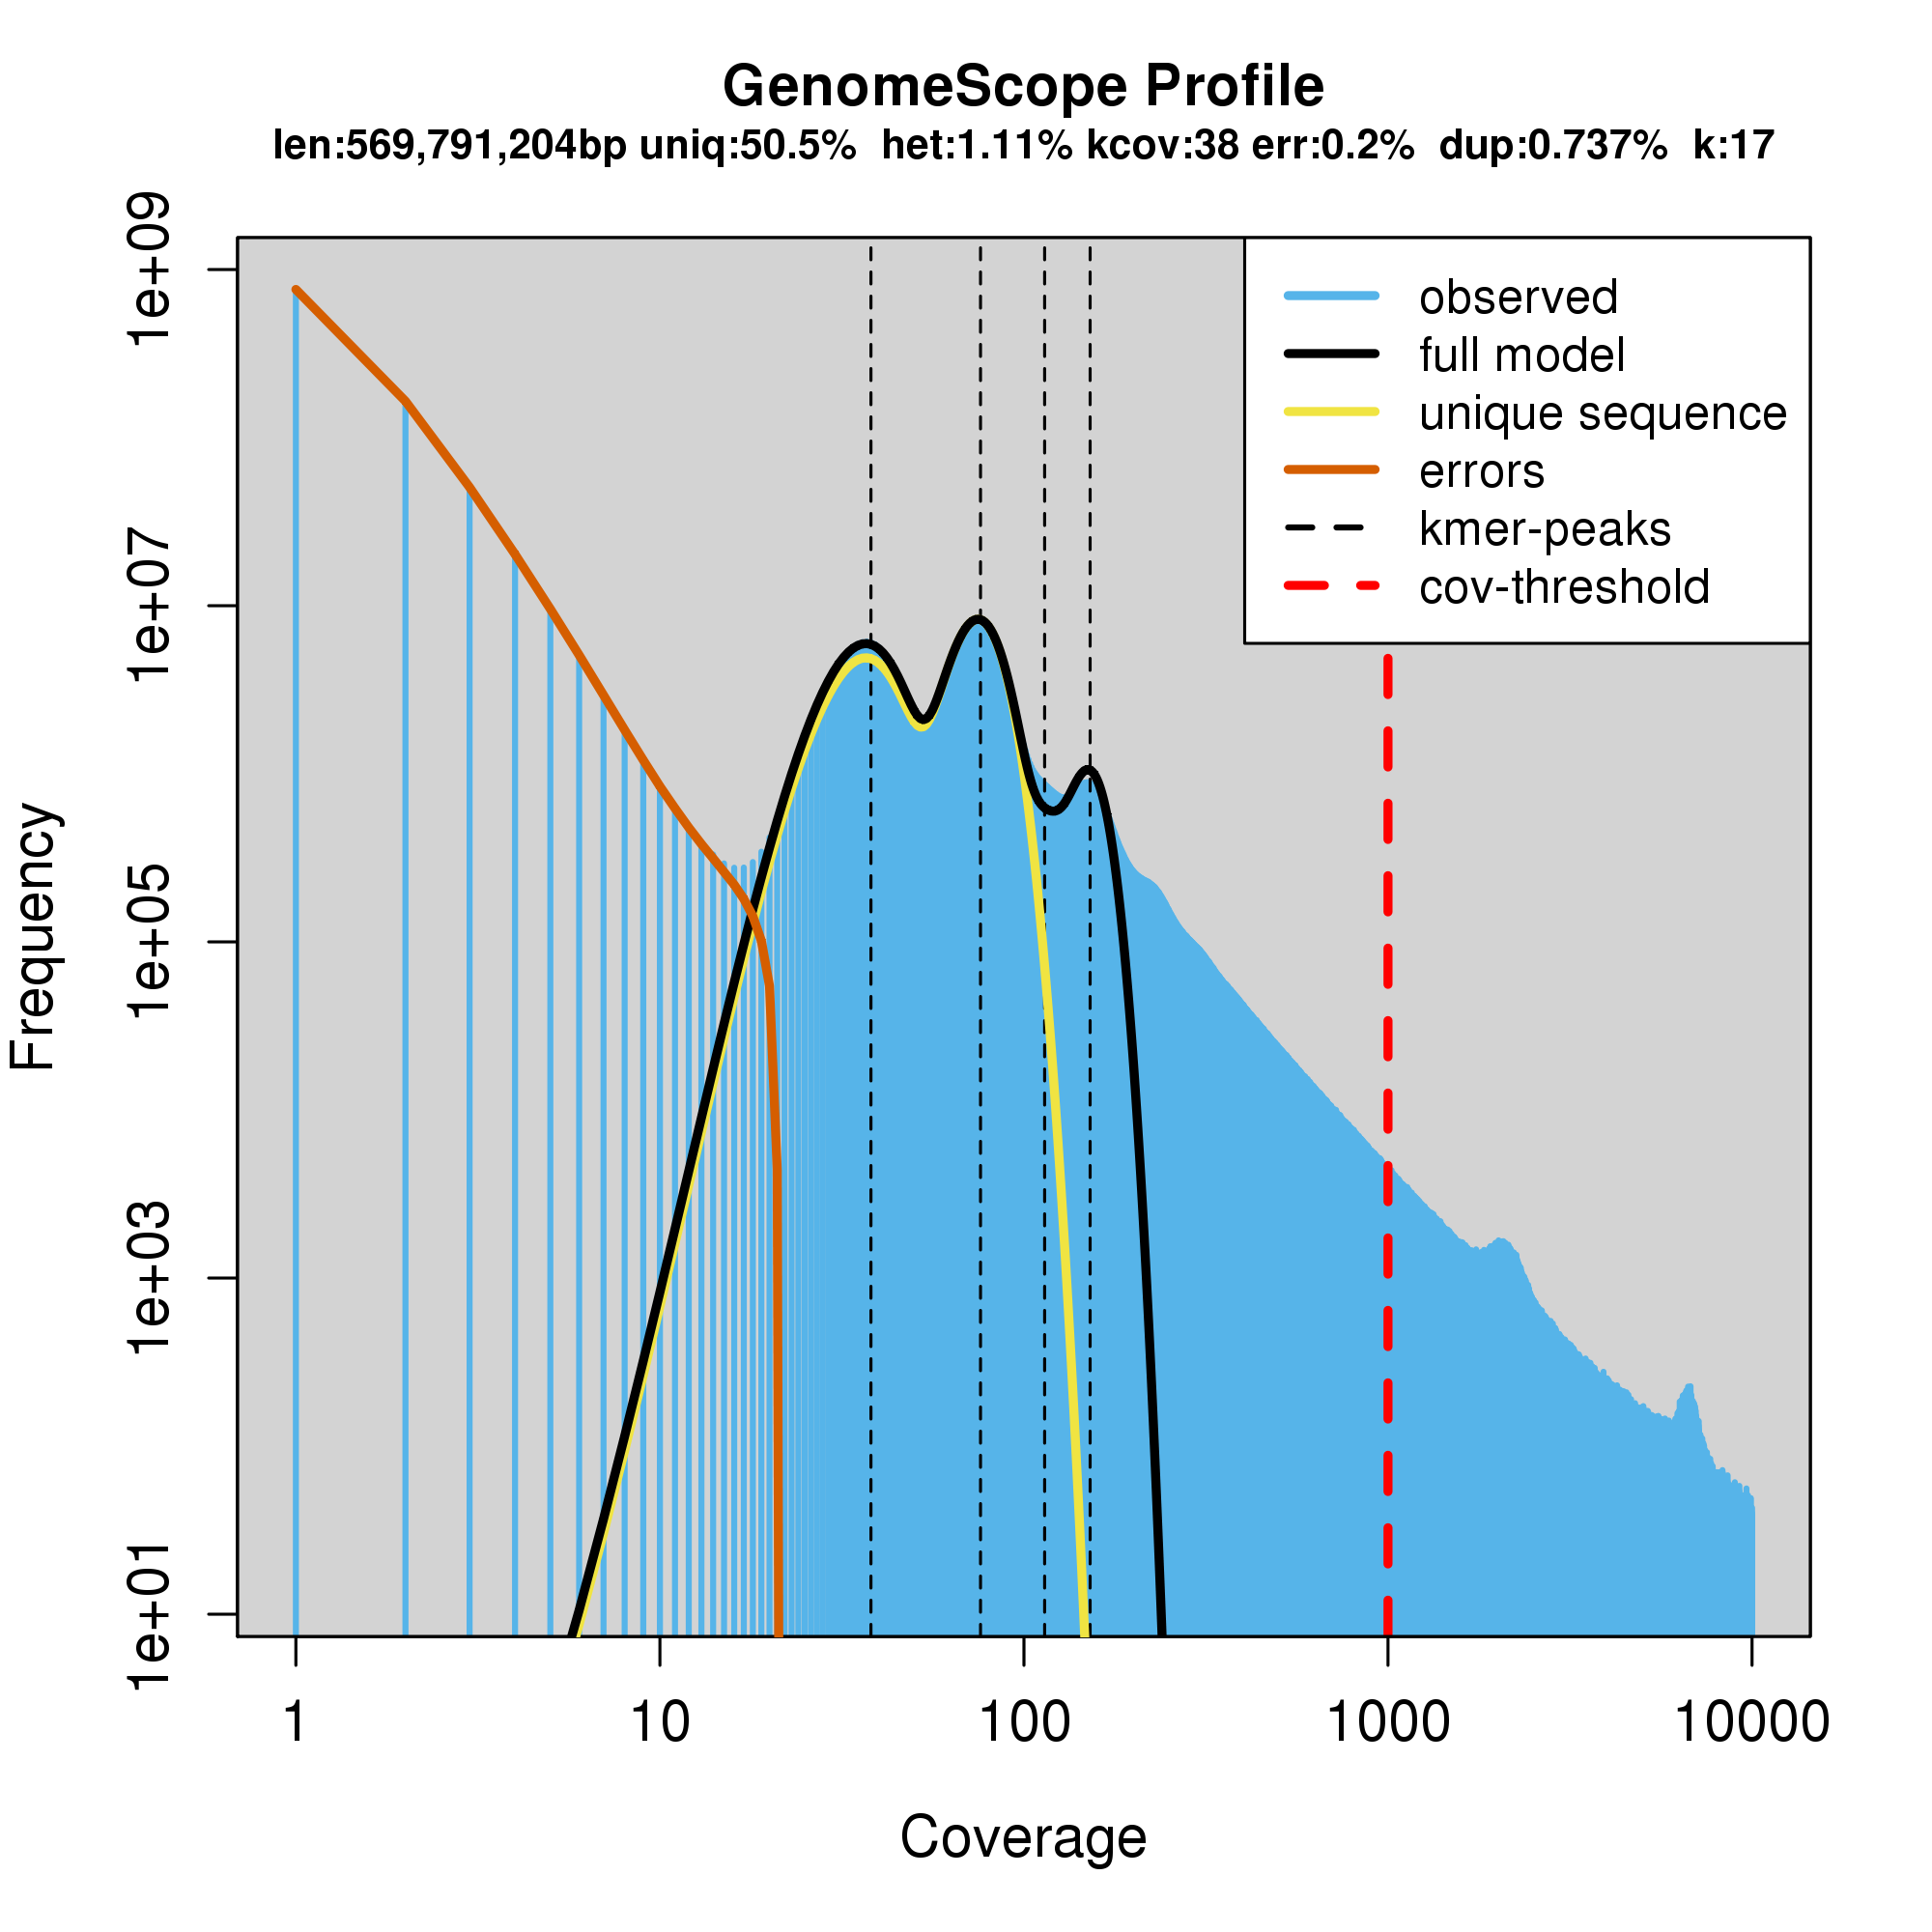 GenomeScope Profile
len:569,791,204bp uniq:50.5% het:1.11% kcov:38 err:0.2% dup:0.737% k:17
observed
full model
unique sequence
errors
kmer-peaks
cov-threshold
Frequency
1e+09
1e+07
1e+05
1e+03
1e+01
1 10 100 1000 10000
Coverage